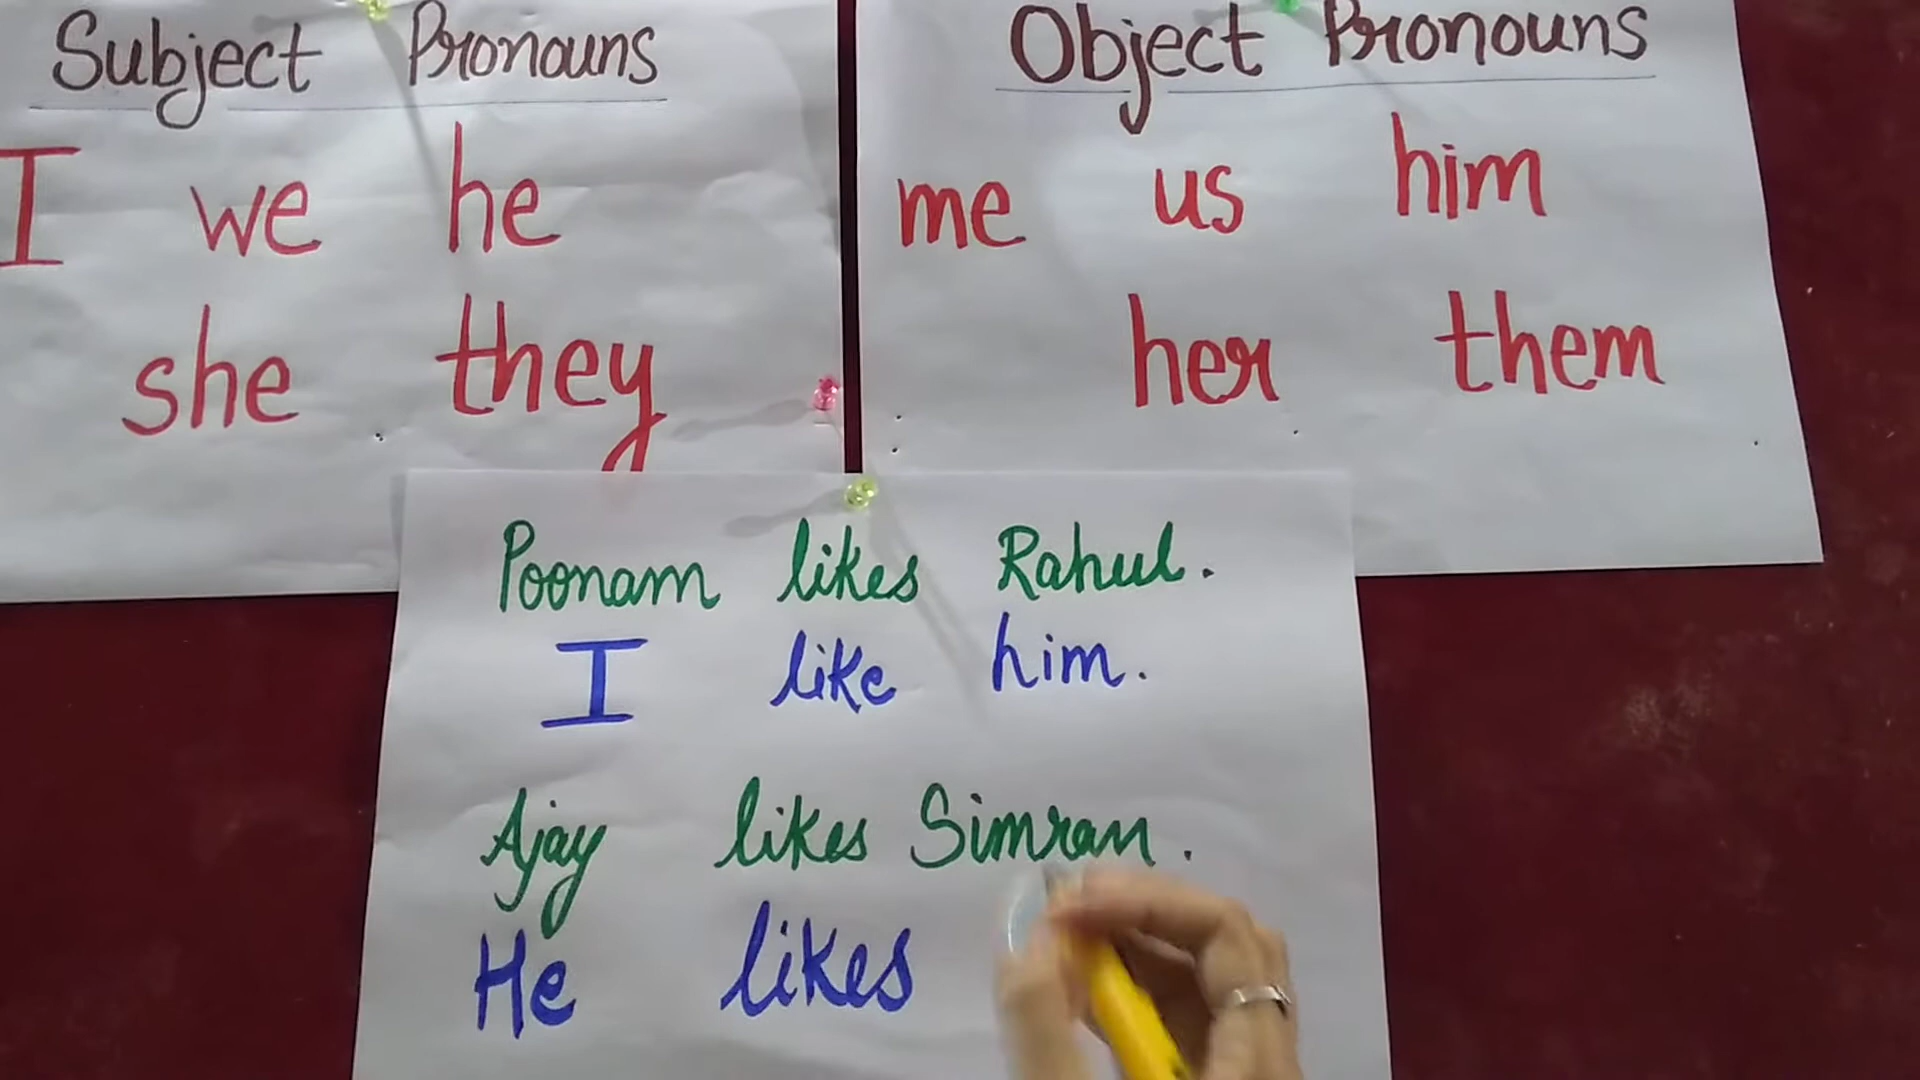 Subject Pronouns
I we he
she they
Object Pronouns
me us him
her them
Poonam likes Rahul.
I like him.
Ajay likes Simran.
He likes